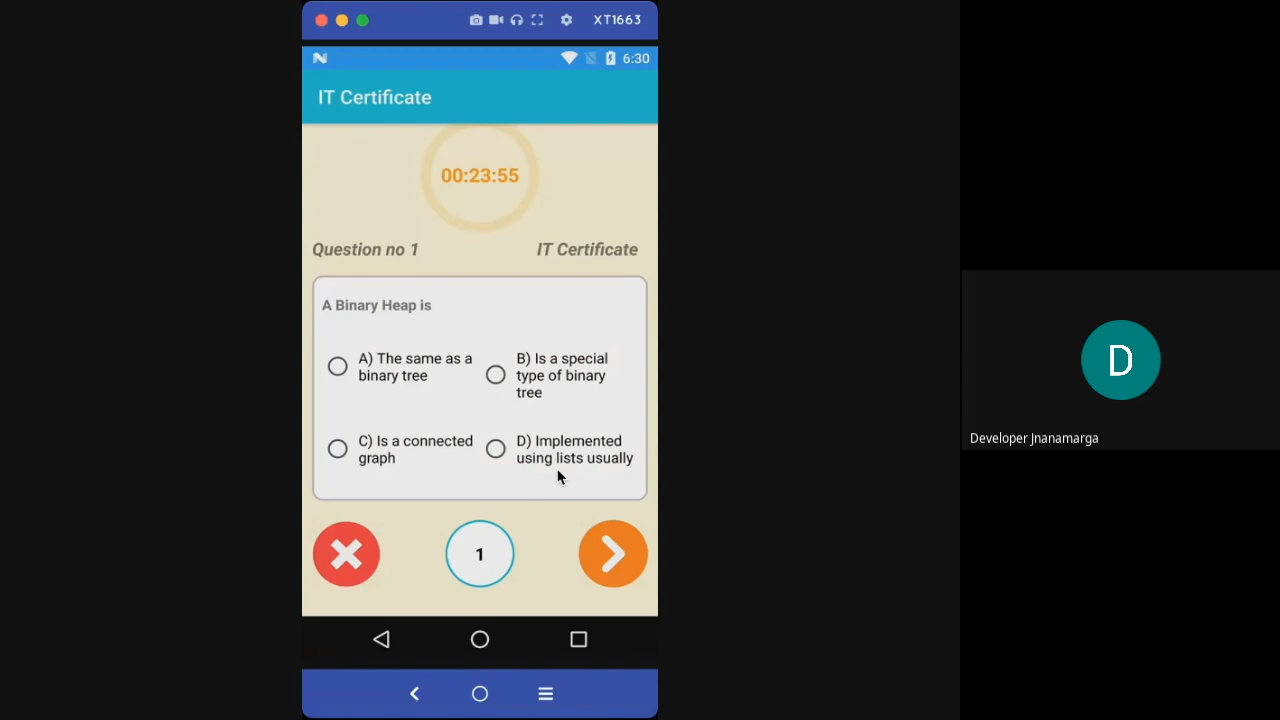 XT1663
6:30
IT Certificate
00:23:55
Question no 1
IT Certificate
A Binary Heap is
A) The same as a
binary tree
B) Is a special
type of binary
tree
C) Is a connected
graph
D) Implemented
using lists usually
1
D
Developer Jnanamarga